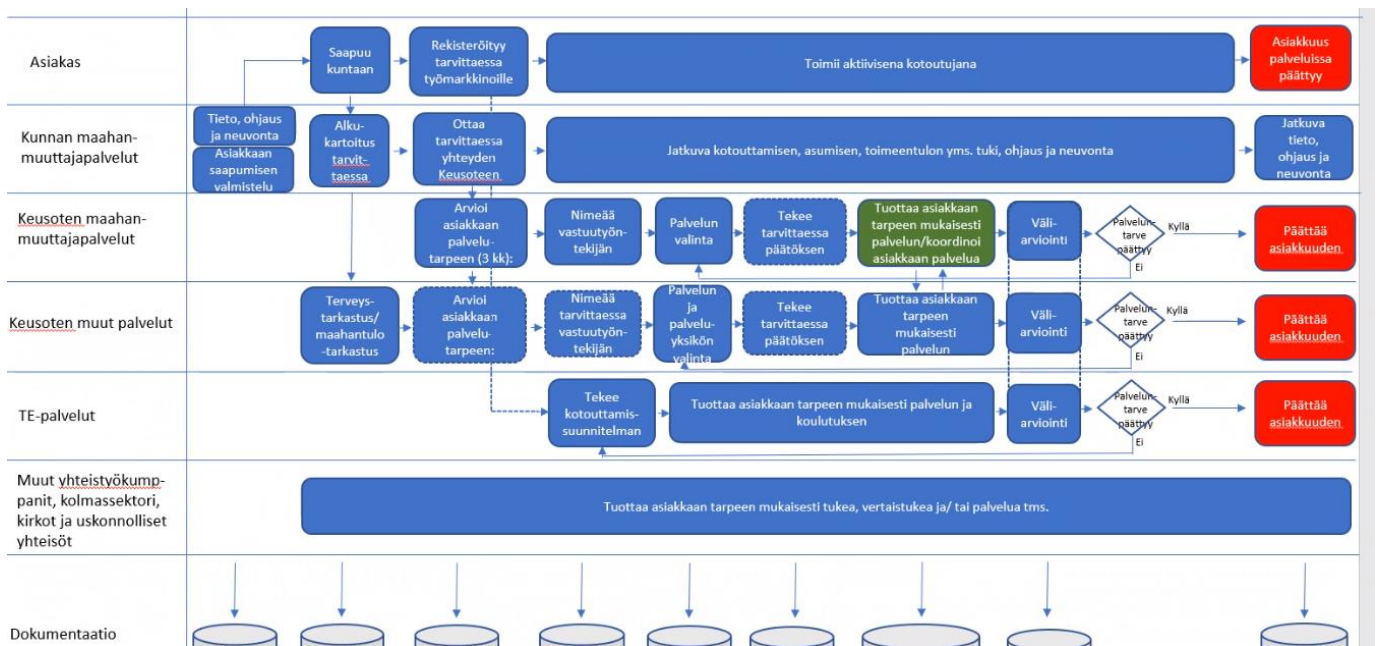 Asiakas
Saapuu
kuntaan
Rekisteröityy
tarvittaessa
työmarkkinoille
Toimii aktiivisena kotoutujana
Asiakkuus
palveluissa
päättyy
Kunnan maahan-
muuttajapalvelut
Tieto, ohjaus
ja neuvonta
Asiakkaan
saapumisen
valmistelu
Alku-
kartoitus
tarvit-
taessa
Ottaa
tarvittaessa
yhteyden
Keusoteen
Jatkuva kotouttamisen, asumisen, toimeentulon yms. tuki, ohjaus ja neuvonta
Jatkuva
tieto,
ohjaus ja
neuvonta
Keusoten maahan-
muuttajapalvelut
Arvioi
asiakkaan
palvelu-
tarpeen (3 kk):
Nimeää
vastuutyön-
tekijän
Palvelun
valinta
Tekee
tarvittaessa
päätöksen
Tuottaa asiakkaan
tarpeen mukaisesti
palvelun/koordinoi
asiakkaan palvelua
Väli-
arviointi
Palvelun-
tarve
päättyy
Kyllä
Ei
Päättää
asiakkuuden
Keusoten muut palvelut
Terveys-
tarkastus/
maahantulo
-tarkastus
Arvioi
asiakkaan
palvelu-
tarpeen:
Nimeää
tarvittaessa
vastuutyön-
tekijän
Palvelun
ja
palvelu-
yksikön
valinta
Tekee
tarvittaessa
päätöksen
Tuottaa asiakkaan
tarpeen
mukaisesti
palvelun
Väli-
arviointi
Palvelun-
tarve
päättyy
Kyllä
Ei
Päättää
asiakkuuden
TE-palvelut
Tekee
kotouttamis-
suunnitelman
Tuottaa asiakkaan tarpeen mukaisesti palvelun ja
koulutuksen
Väli-
arviointi
Palvelun-
tarve
päättyy
Kyllä
Ei
Päättää
asiakkuuden
Muut yhteistyökump-
panit, kolmassektori,
kirkot ja uskonnolliset
yhteisöt
Tuottaa asiakkaan tarpeen mukaisesti tukea, vertaistukea ja/ tai palvelua tms.
Dokumentaatio